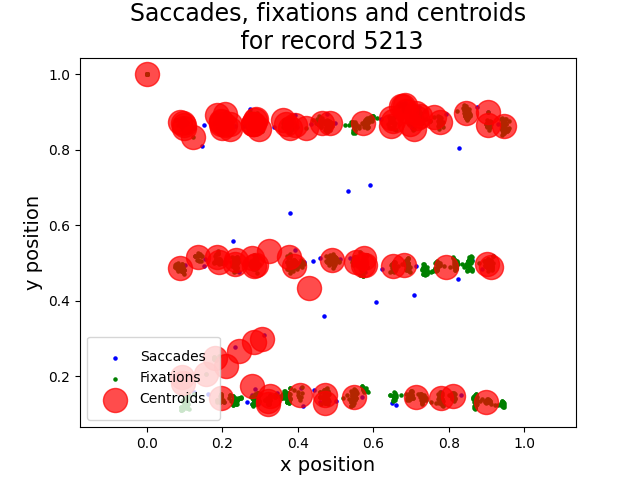 Saccades, fixations and centroids
for record 5213
y position
1.0
0.8
0.6
0.4
0.2
Saccades
Fixations
Centroids
0.0 0.2 0.4 0.6 0.8 1.0
x position